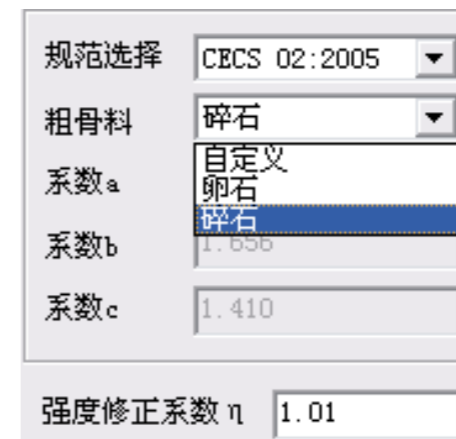 规范选择 CECS 02:2005
粗骨料 碎石
自定义
系数a 卵石
碎石
系数b 1.656
系数c 1.410
强度修正系数η 1.01